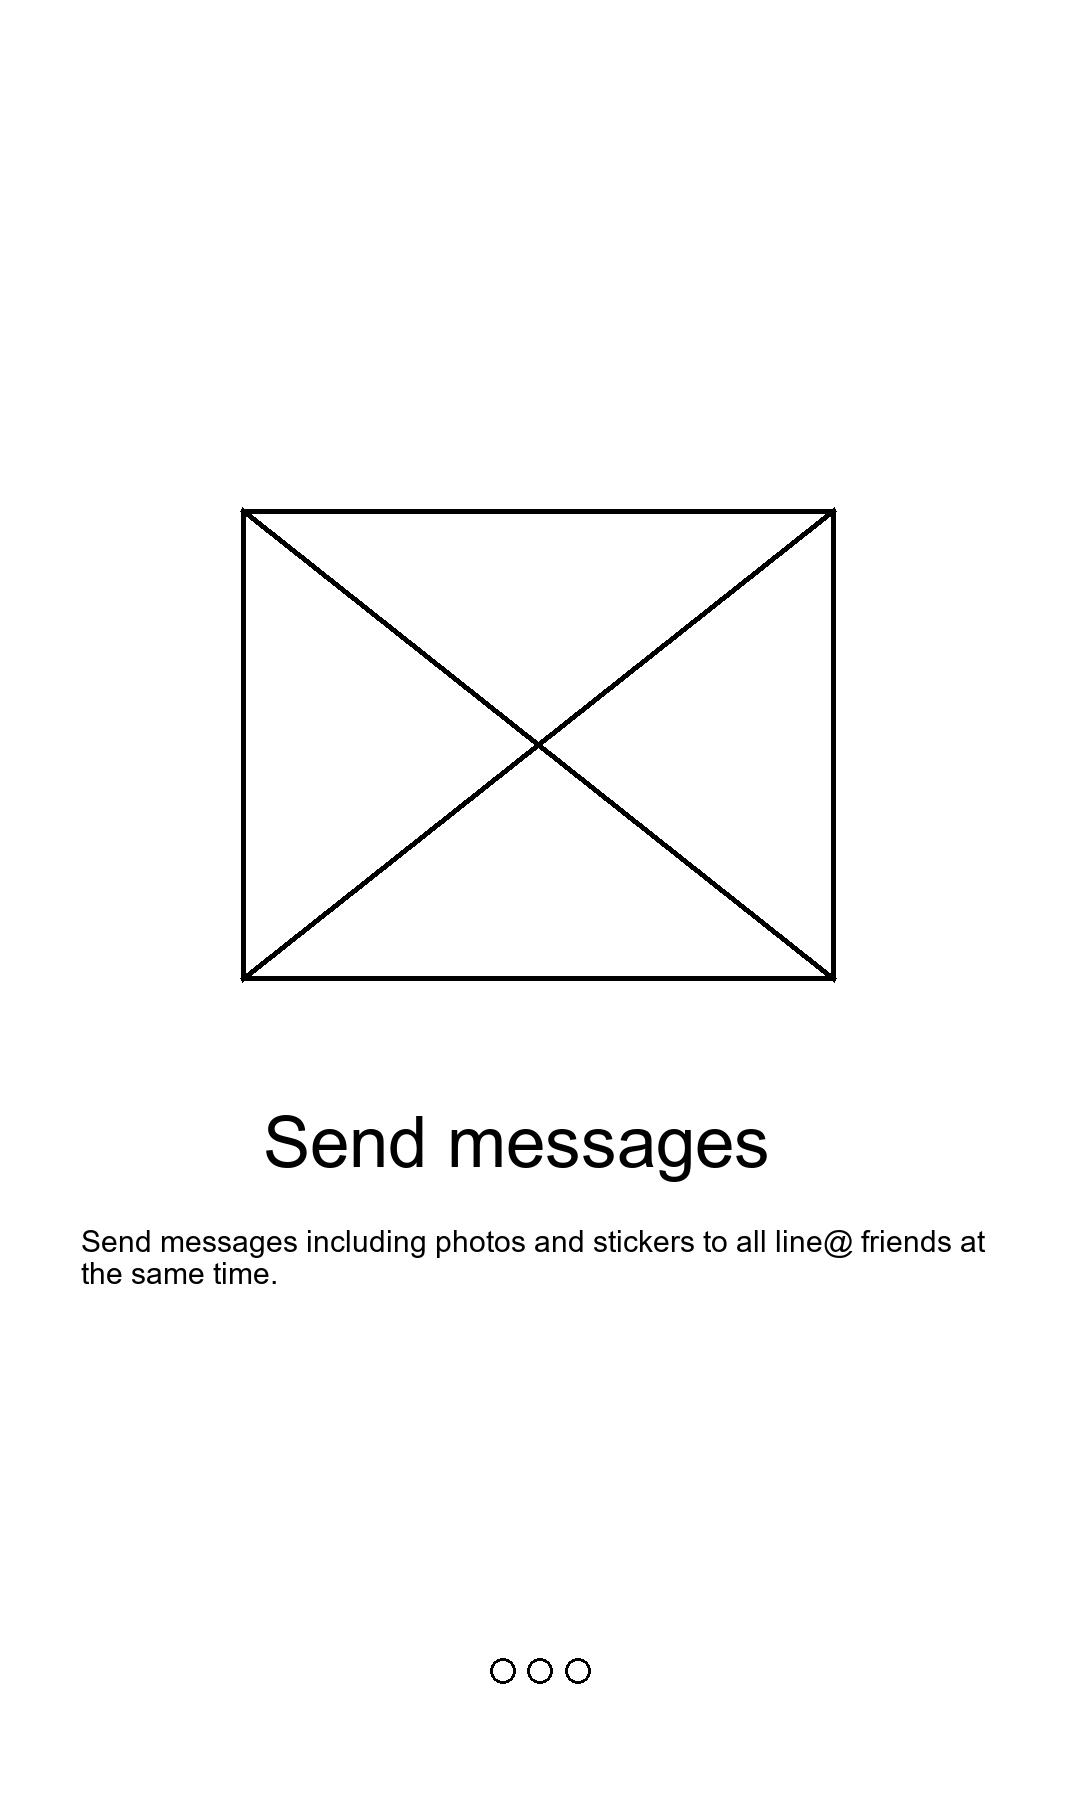 Send messages
Send messages including photos and stickers to all line@ friends at
the same time.